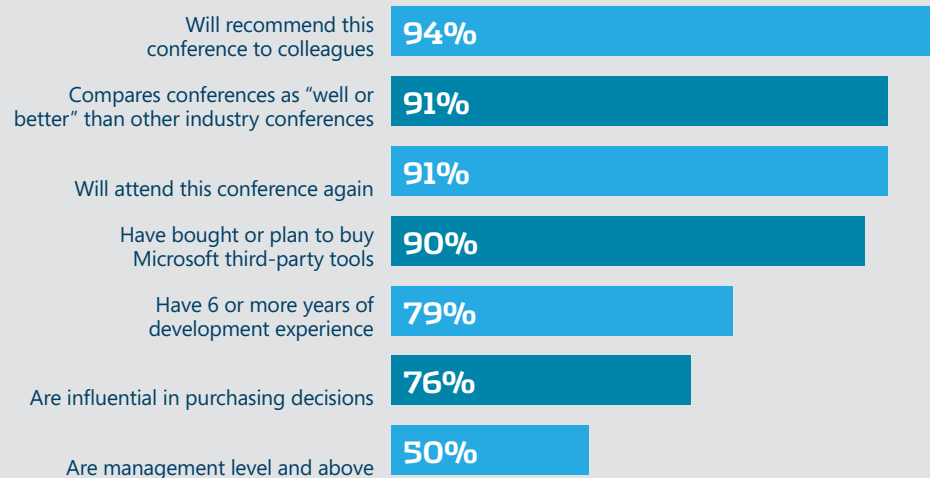 Will recommend this
conference to colleagues
94%
Compares conferences as “well or
better” than other industry conferences
91%
Will attend this conference again
91%
Have bought or plan to buy
Microsoft third-party tools
90%
Have 6 or more years of
development experience
79%
Are influential in purchasing decisions
76%
Are management level and above
50%